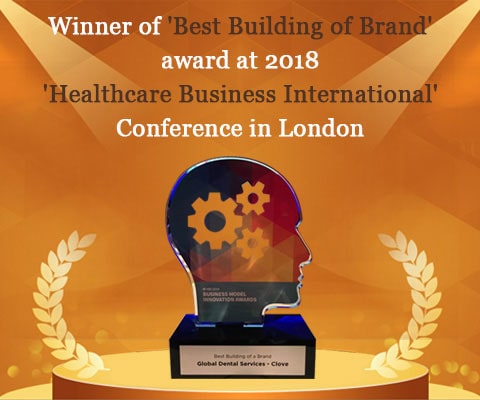 Winner of 'Best Building of Brand'
award at 2018
'Healthcare Business International'
Conference in London
BUSINESS MODEL
INNOVATION AWARDS
Best Building of a Brand
Global Dental Services - Clove